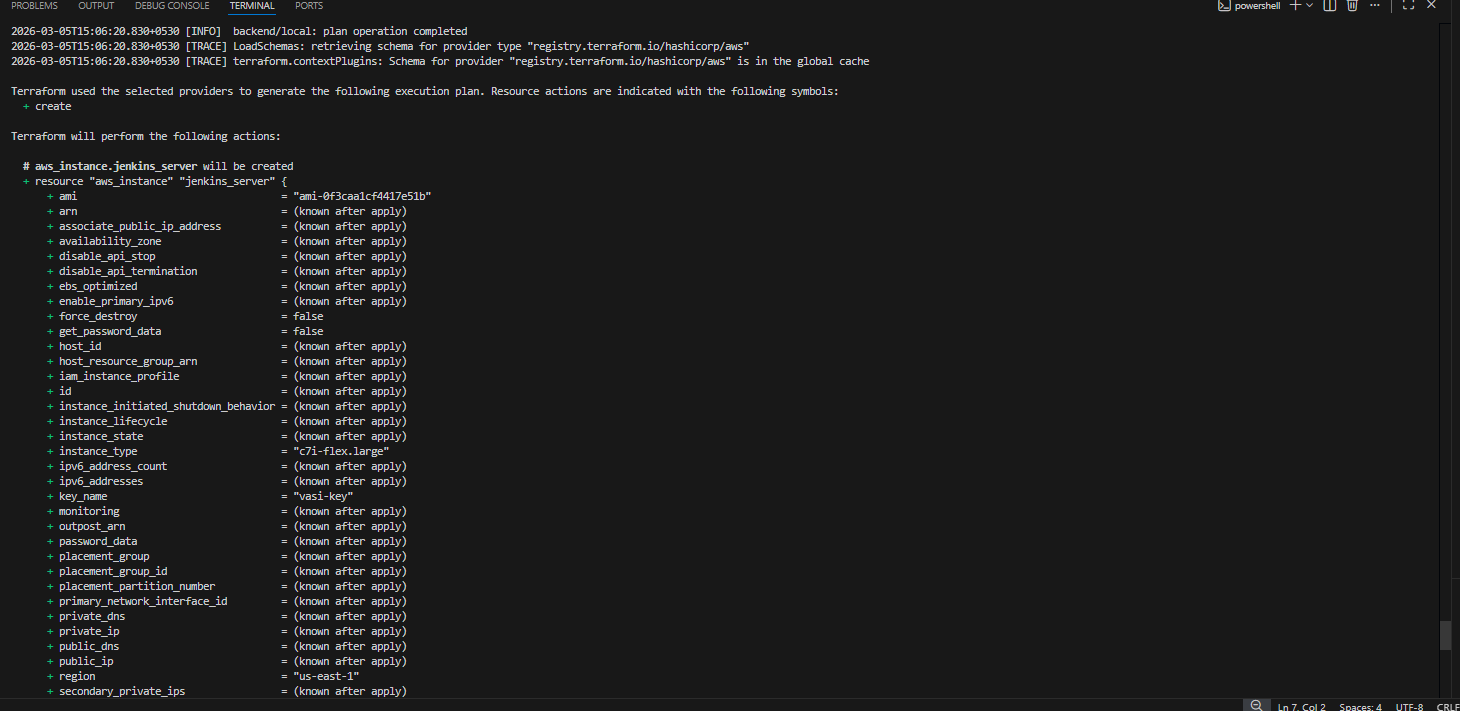 PROBLEMS OUTPUT DEBUG CONSOLE TERMINAL PORTS powershell
2026-03-05T15:06:20.830+0530 [INFO]  backend/local: plan operation completed
2026-03-05T15:06:20.830+0530 [TRACE] LoadSchemas: retrieving schema for provider type "registry.terraform.io/hashicorp/aws"
2026-03-05T15:06:20.830+0530 [TRACE] terraform.contextPlugins: Schema for provider "registry.terraform.io/hashicorp/aws" is in the global cache
Terraform used the selected providers to generate the following execution plan. Resource actions are indicated with the following symbols:
+ create
Terraform will perform the following actions:
# aws_instance.jenkins_server will be created
+ resource "aws_instance" "jenkins_server" {
+ ami = "ami-0f3caa1cf4417e51b"
+ arn = (known after apply)
+ associate_public_ip_address = (known after apply)
+ availability_zone = (known after apply)
+ disable_api_stop = (known after apply)
+ disable_api_termination = (known after apply)
+ ebs_optimized = (known after apply)
+ enable_primary_ipv6 = (known after apply)
+ force_destroy = false
+ get_password_data = false
+ host_id = (known after apply)
+ host_resource_group_arn = (known after apply)
+ iam_instance_profile = (known after apply)
+ id = (known after apply)
+ instance_initiated_shutdown_behavior = (known after apply)
+ instance_lifecycle = (known after apply)
+ instance_state = (known after apply)
+ instance_type = "c7i-flex.large"
+ ipv6_address_count = (known after apply)
+ ipv6_addresses = (known after apply)
+ key_name = "vasi-key"
+ monitoring = (known after apply)
+ outpost_arn = (known after apply)
+ password_data = (known after apply)
+ placement_group = (known after apply)
+ placement_group_id = (known after apply)
+ placement_partition_number = (known after apply)
+ primary_network_interface_id = (known after apply)
+ private_dns = (known after apply)
+ private_ip = (known after apply)
+ public_dns = (known after apply)
+ public_ip = (known after apply)
+ region = "us-east-1"
+ secondary_private_ips = (known after apply)
Ln 7, Col 2 Spaces: 4 UTF-8 CRLF